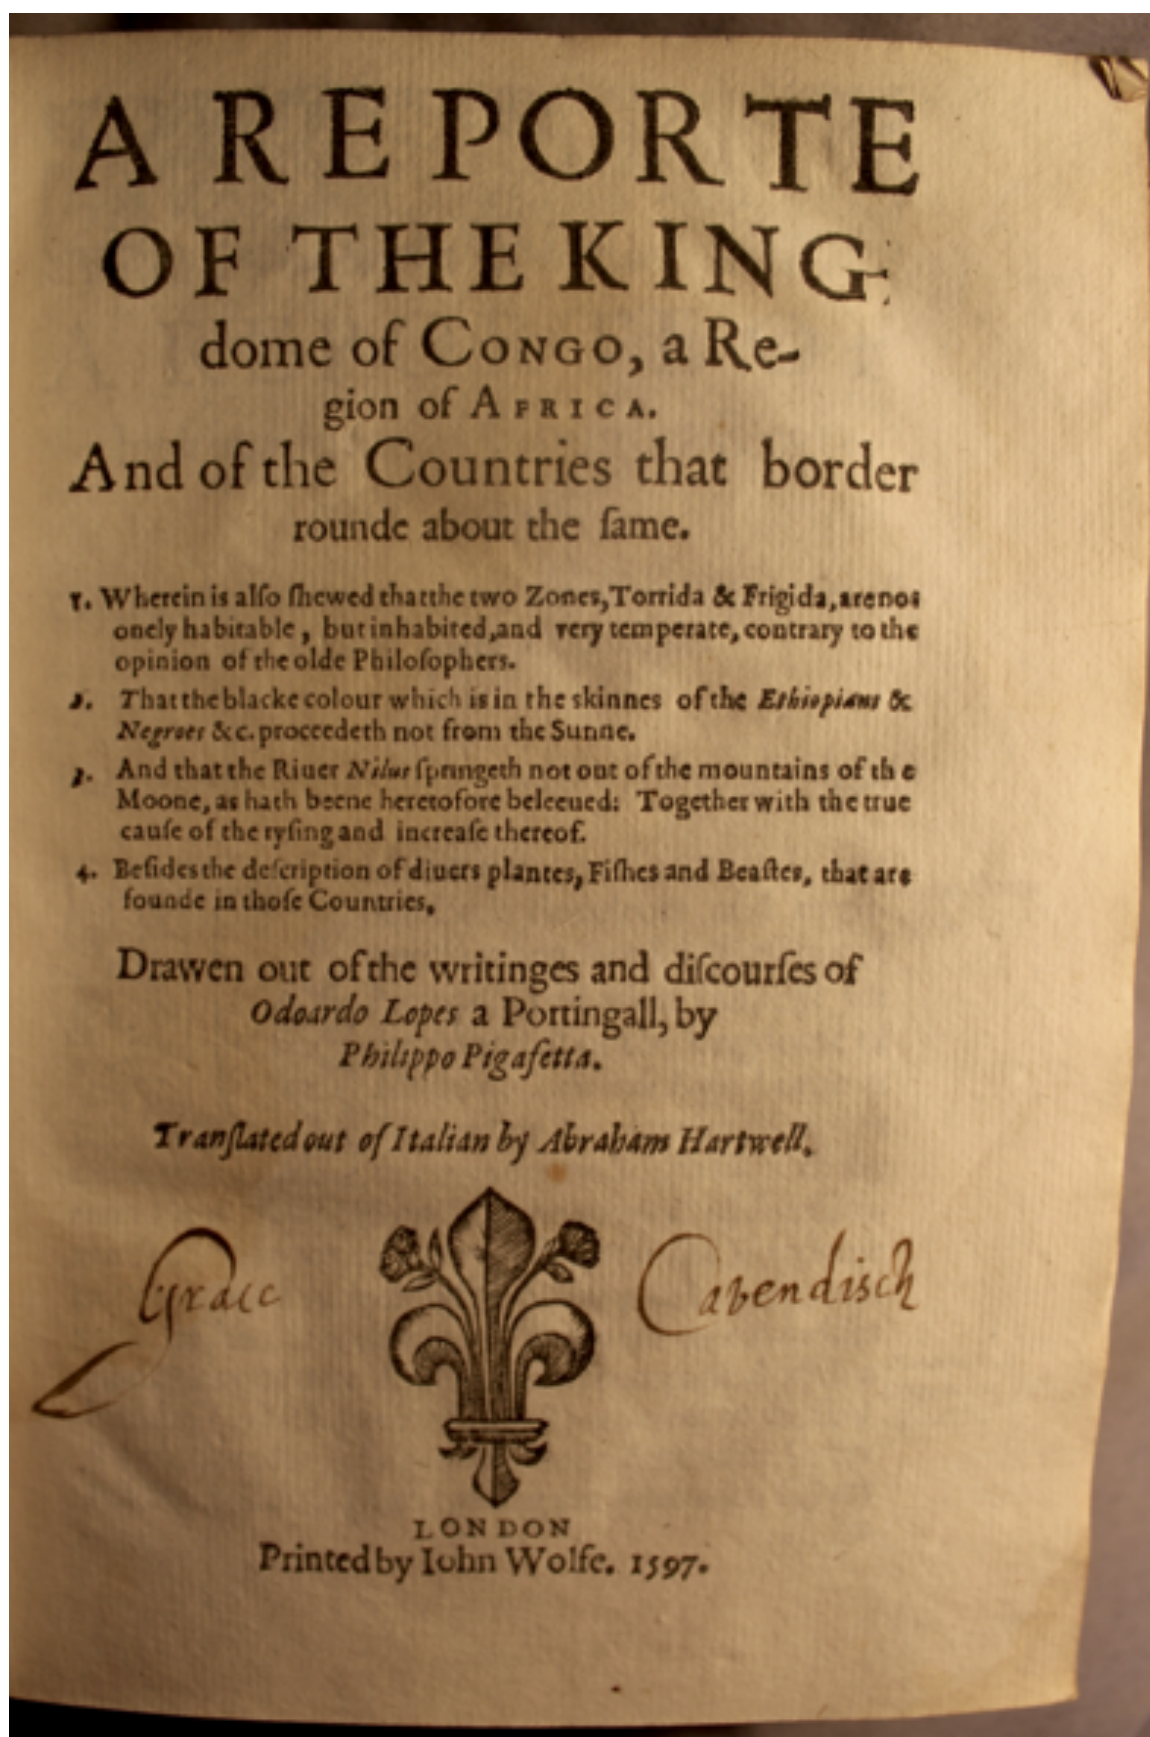 A REPORTE
OF THE KING-
dome of CONGO, a Re-
gion of AFRICA.
And of the Countries that border
rounde about the ſame.
1. Wherein is alſo ſhewed that the two Zones, Torrida & Frigida, are not
onely habitable, but inhabited, and very temperate, contrary to the
opinion of the olde Philoſophers.
2. That the blacke colour which is in the skinnes of the Ethiopians &
Negroes &c. proceedeth not from the Sunne.
3. And that the Riuer Nilus ſpringeth not out of the mountains of the
Moone, as hath beene heretofore beleeued: Together with the true
cauſe of the ryſing and increaſe thereof.
4. Beſides the deſcription of diuers plantes, Fiſhes and Beaſtes, that are
founde in thoſe Countries.
Drawen out of the writinges and diſcourſes of
Odoardo Lopes a Portingall, by
Philippo Pigafetta.
Tranſlated out of Italian by Abraham Hartwell.
Grace Cavendisch
LONDON
Printed by Iohn Wolfe. 1597.